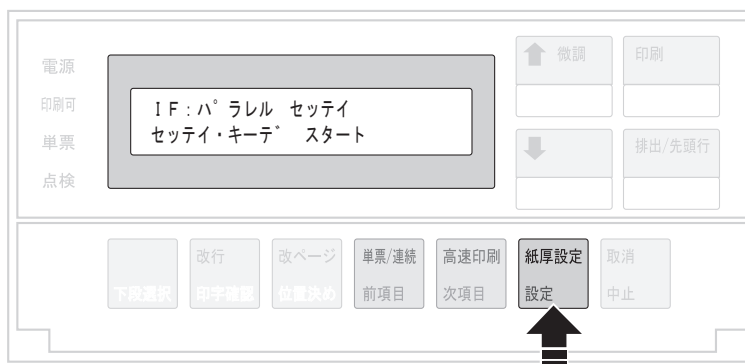 電源
印刷可
単票
点検
IF:パラレル セッテイ
セッテイ・キーデ スタート
微調
印刷
排出/先頭行
下段選択
改行
印字確認
改ページ
位置決め
単票/連続
前項目
高速印刷
次項目
紙厚設定
設定
取消
中止